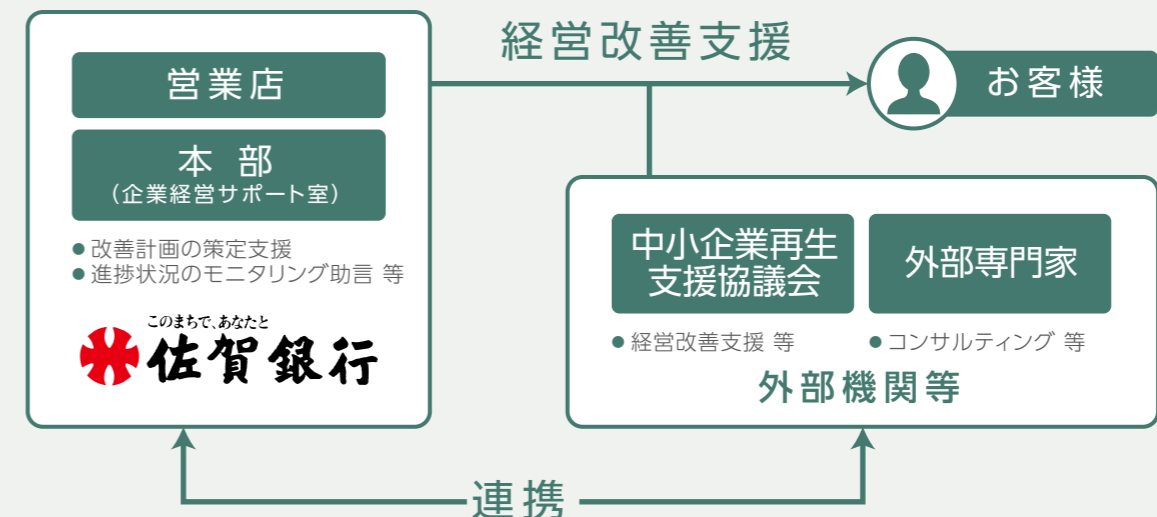 営業店
本 部
(企業経営サポート室)
●改善計画の策定支援
●進捗状況のモニタリング助言 等
このまちで、あなたと
佐賀銀行
経営改善支援
お客様
中小企業再生
支援協議会
●経営改善支援 等
外部専門家
●コンサルティング 等
外部機関等
連携